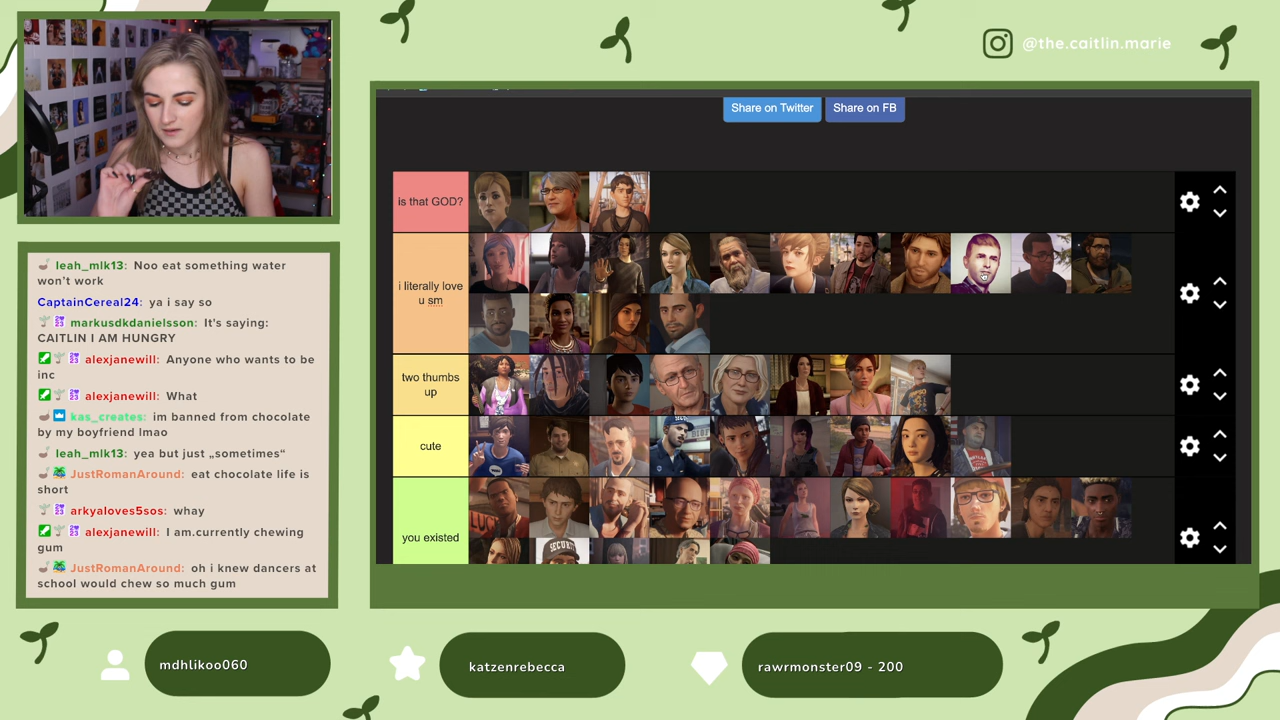 @the.caitlin.marie
Share on Twitter
Share on FB
leah_mlk13: Noo eat something water
won't work
CaptainCereal24: ya i say so
markusdkdanielsson: It's saying:
CAITLIN I AM HUNGRY
alexjanewill: Anyone who wants to be
inc
alexjanewill: What
kas_creates: im banned from chocolate
by my boyfriend lmao
leah_mlk13: yea but just „sometimes“
JustRomanAround: eat chocolate life is
short
arkyaloves5sos: whay
alexjanewill: I am.currently chewing
gum
JustRomanAround: oh i knew dancers at
school would chew so much gum
is that GOD?
i literally love
u sm
two thumbs
up
cute
you existed
SECURITY
mdhlikoo060
katzenrebecca
rawrmonster09 - 200